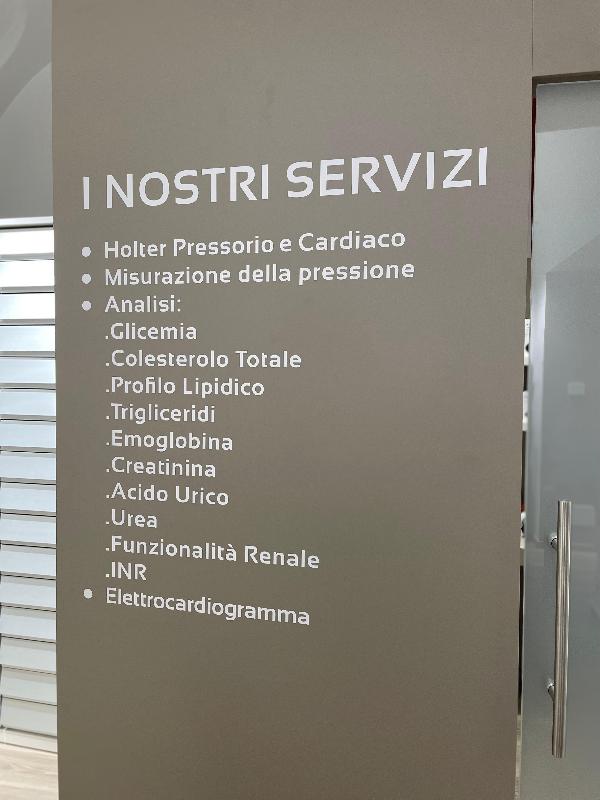 I NOSTRI SERVIZI
• Holter Pressorio e Cardiaco
• Misurazione della pressione
• Analisi:
.Glicemia
.Colesterolo Totale
.Profilo Lipidico
.Trigliceridi
.Emoglobina
.Creatinina
.Acido Urico
.Urea
.Funzionalità Renale
.INR
• Elettrocardiogramma